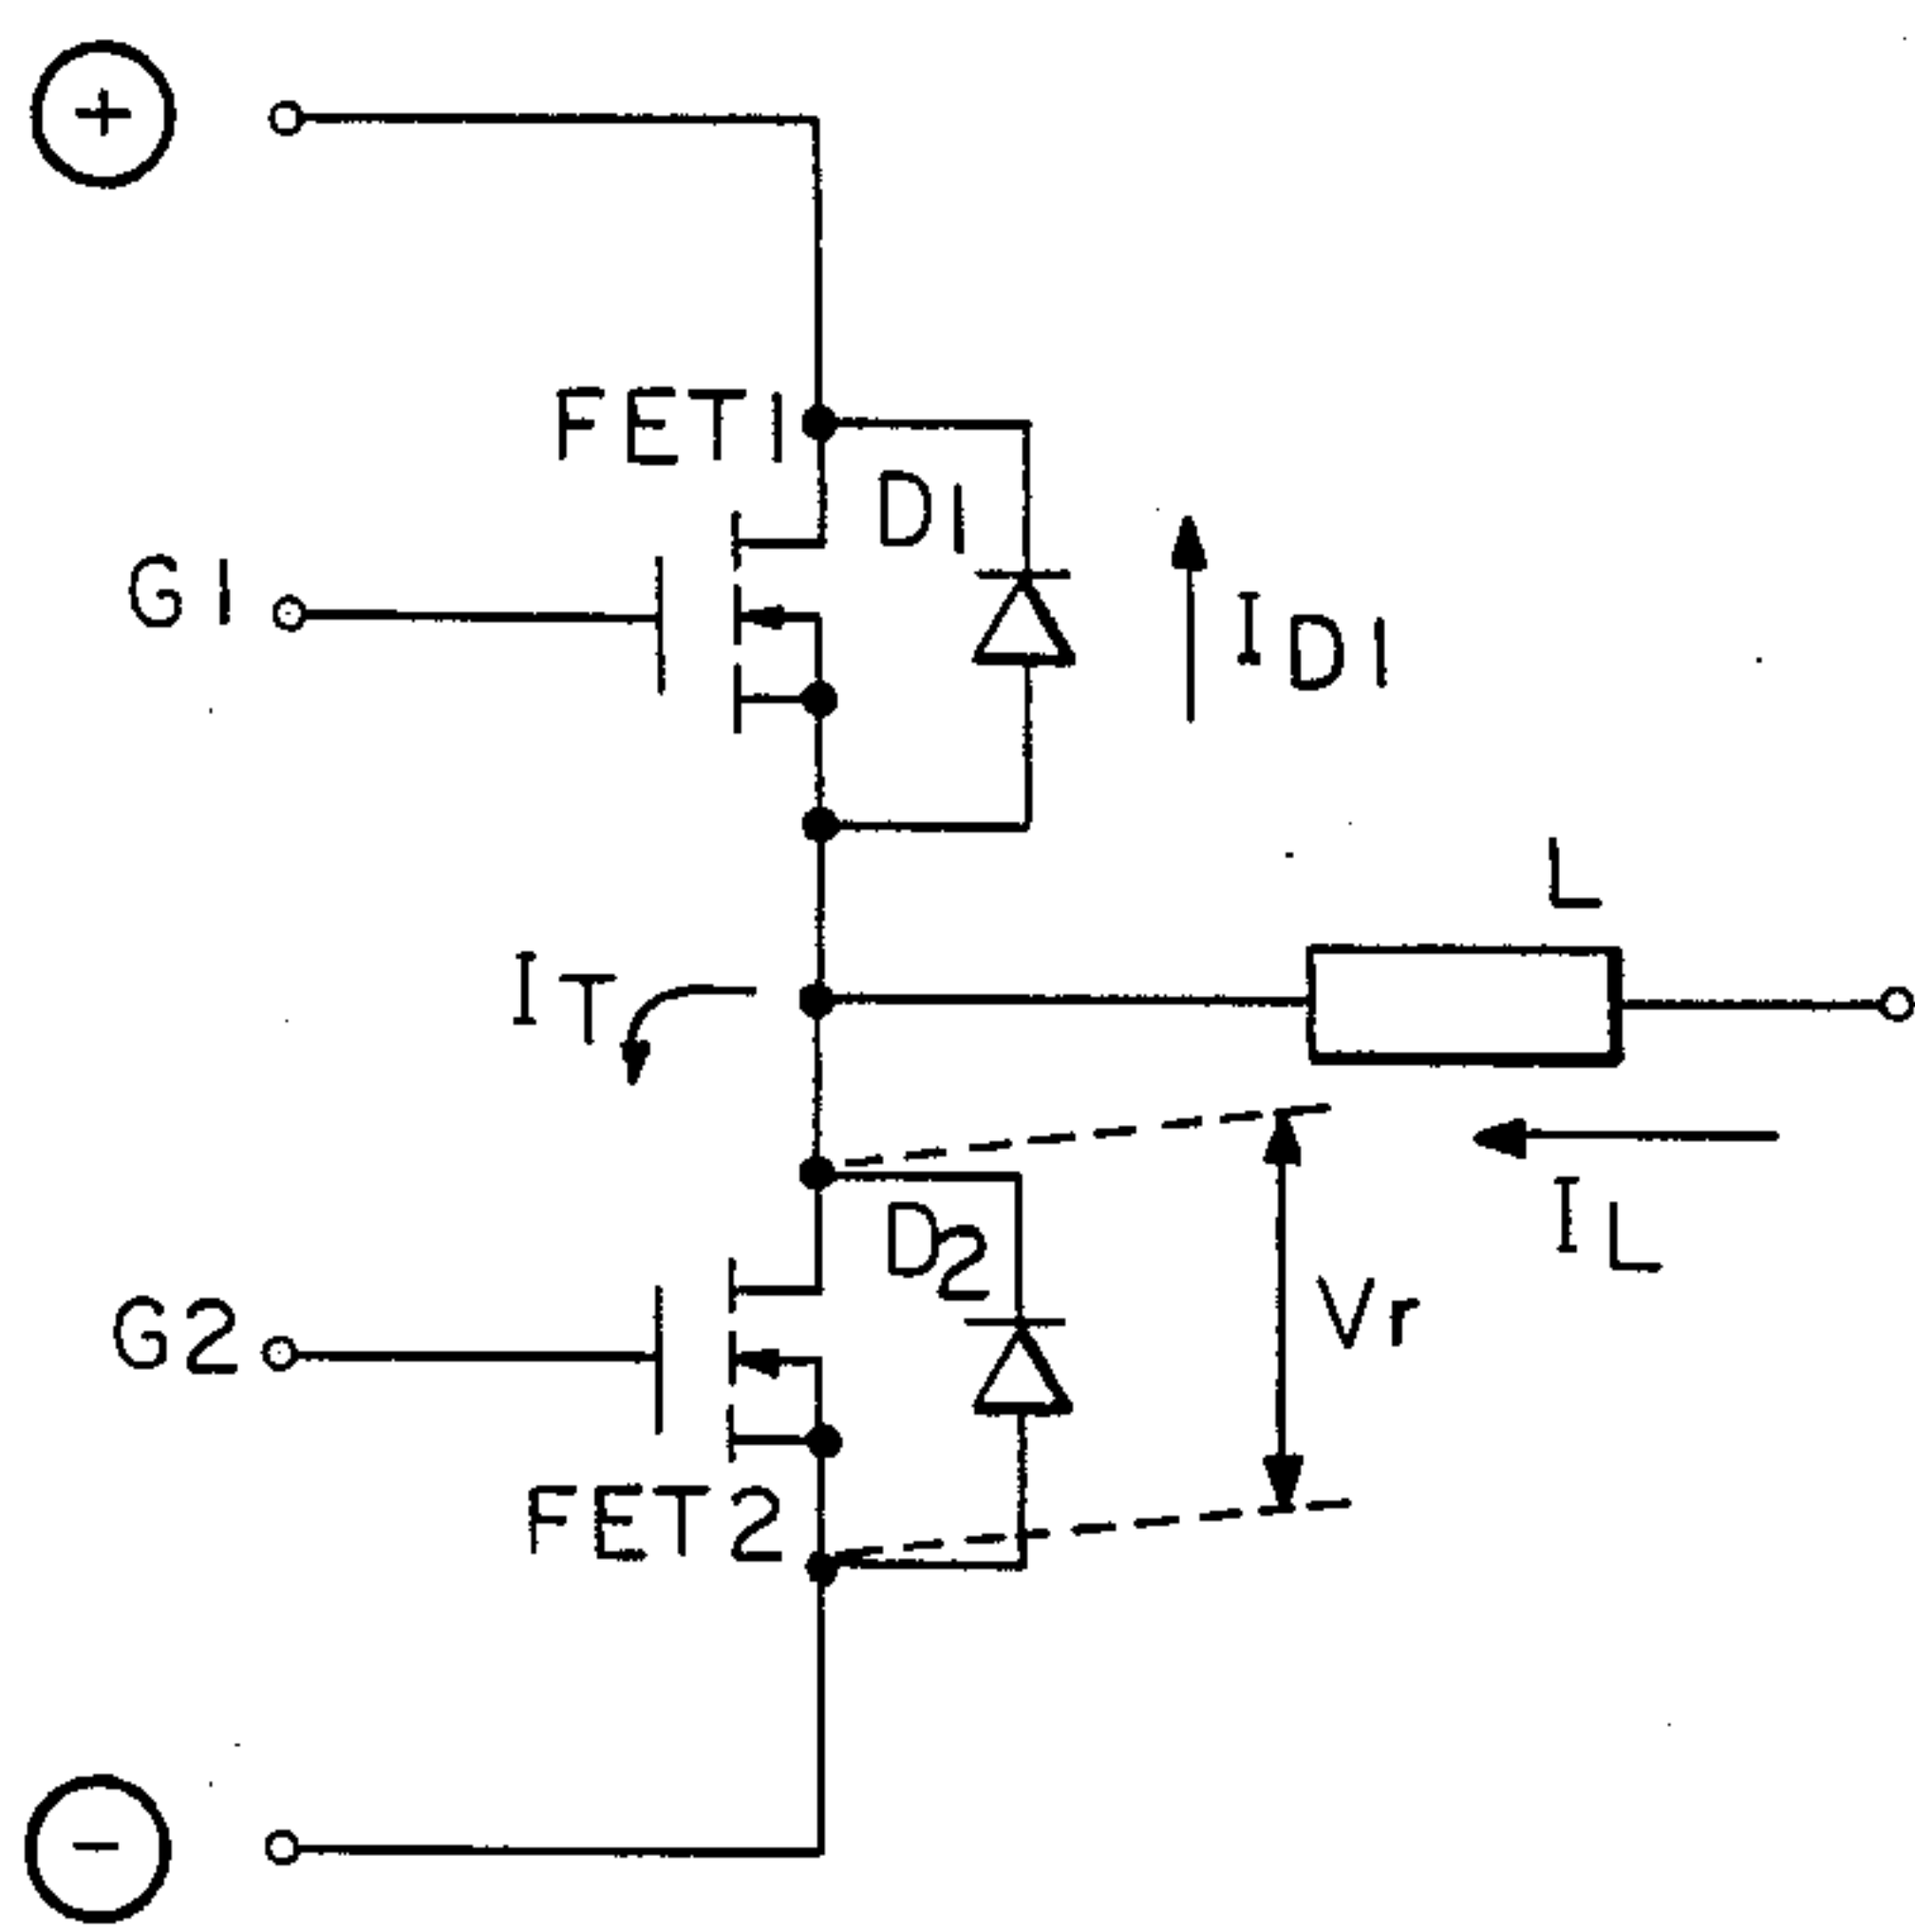 +
FET1
D1
G1
ID1
L
IT
IL
D2
Vr
G2
FET2
-